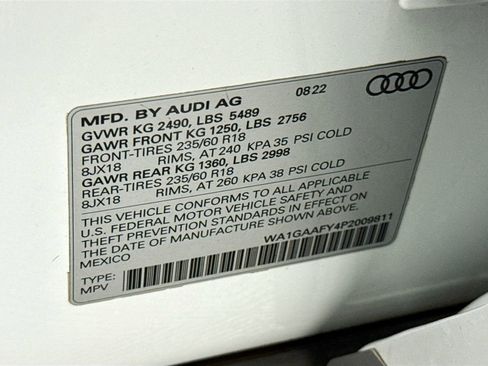 MFD. BY AUDI AG 08 22
GVWR KG 2490, LBS 5489
GAWR FRONT KG 1250, LBS 2756
FRONT-TIRES 235/60 R18
8JX18 RIMS, AT 240 KPA 35 PSI COLD
GAWR REAR KG 1360, LBS 2998
REAR-TIRES 235/60 R18
8JX18 RIMS, AT 260 KPA 38 PSI COLD
THIS VEHICLE CONFORMS TO ALL APPLICABLE
U.S. FEDERAL MOTOR VEHICLE SAFETY AND
THEFT PREVENTION STANDARDS IN EFFECT ON
THE DATE OF MANUFACTURE SHOWN ABOVE
MEXICO
WA1GAAFY4P2009811
TYPE:
MPV